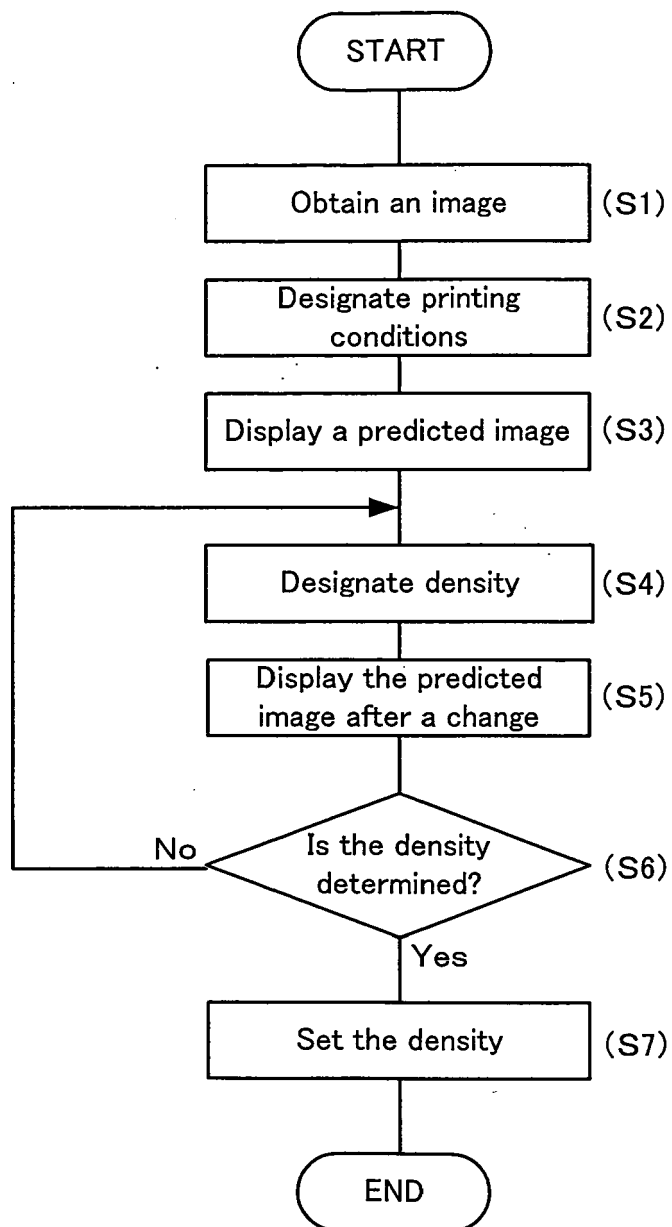 START
Obtain an image
(S1)
Designate printing
conditions
(S2)
Display a predicted image
(S3)
Designate density
(S4)
Display the predicted
image after a change
(S5)
Is the density
determined?
(S6)
No
Yes
Set the density
(S7)
END